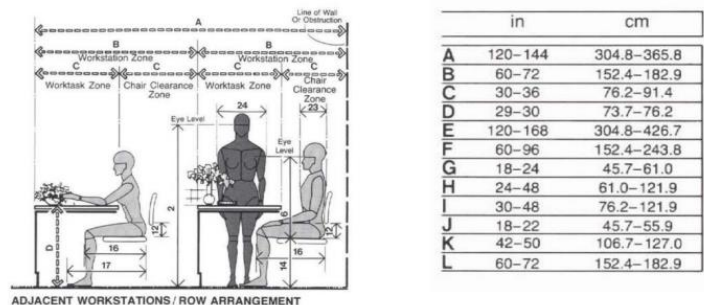 A
Line of Wall
Or Obstruction
B
B
Workstation Zone
Workstation Zone
C
C
C
C
Worktask Zone
Chair Clearance
Zone
Worktask Zone
Chair
Clearance
Zone
24
23
Eye Level
Eye
Level
2
6
D
12
12
16
16
17
14
ADJACENT WORKSTATIONS / ROW ARRANGEMENT
in cm
A 120–144 304.8–365.8
B 60–72 152.4–182.9
C 30–36 76.2–91.4
D 29–30 73.7–76.2
E 120–168 304.8–426.7
F 60–96 152.4–243.8
G 18–24 45.7–61.0
H 24–48 61.0–121.9
I 30–48 76.2–121.9
J 18–22 45.7–55.9
K 42–50 106.7–127.0
L 60–72 152.4–182.9